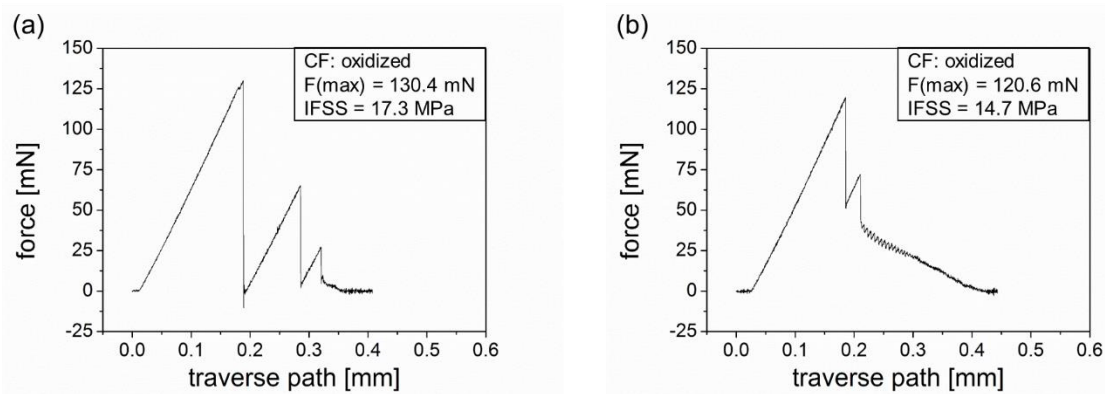 (a)
150
125
100
75
50
25
0
-25
force [mN]
CF: oxidized
F(max) = 130.4 mN
IFSS = 17.3 MPa
0.0 0.1 0.2 0.3 0.4 0.5 0.6
traverse path [mm]
(b)
150
125
100
75
50
25
0
-25
force [mN]
CF: oxidized
F(max) = 120.6 mN
IFSS = 14.7 MPa
0.0 0.1 0.2 0.3 0.4 0.5 0.6
traverse path [mm]